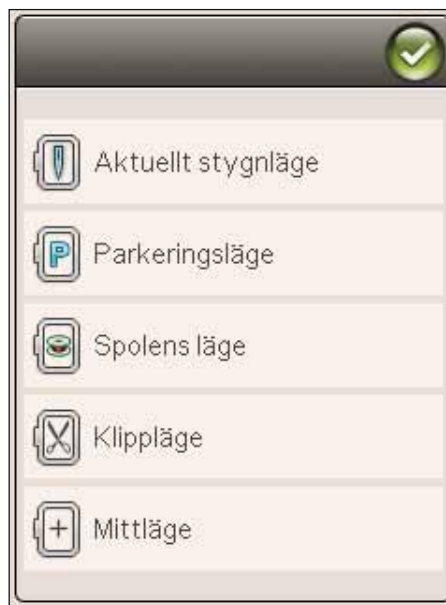 Aktuellt stygnläge
P
Parkeringsläge
Spolens läge
Klippläge
Mittläge